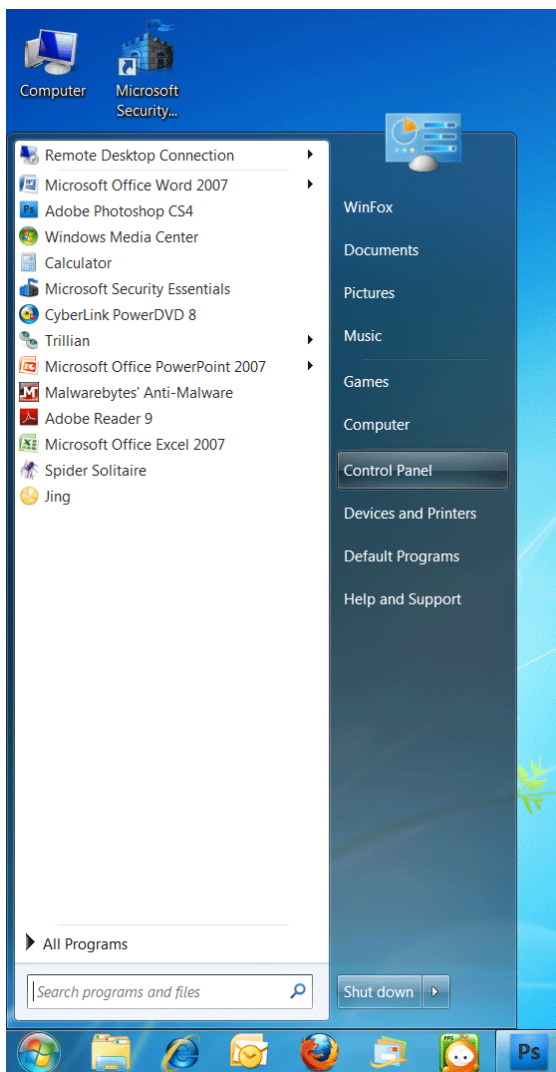 Computer
Microsoft
Security...
Remote Desktop Connection
Microsoft Office Word 2007
Adobe Photoshop CS4
Windows Media Center
Calculator
Microsoft Security Essentials
CyberLink PowerDVD 8
Trillian
Microsoft Office PowerPoint 2007
Malwarebytes' Anti-Malware
Adobe Reader 9
Microsoft Office Excel 2007
Spider Solitaire
Jing
All Programs
Search programs and files
WinFox
Documents
Pictures
Music
Games
Computer
Control Panel
Devices and Printers
Default Programs
Help and Support
Shut down
Ps